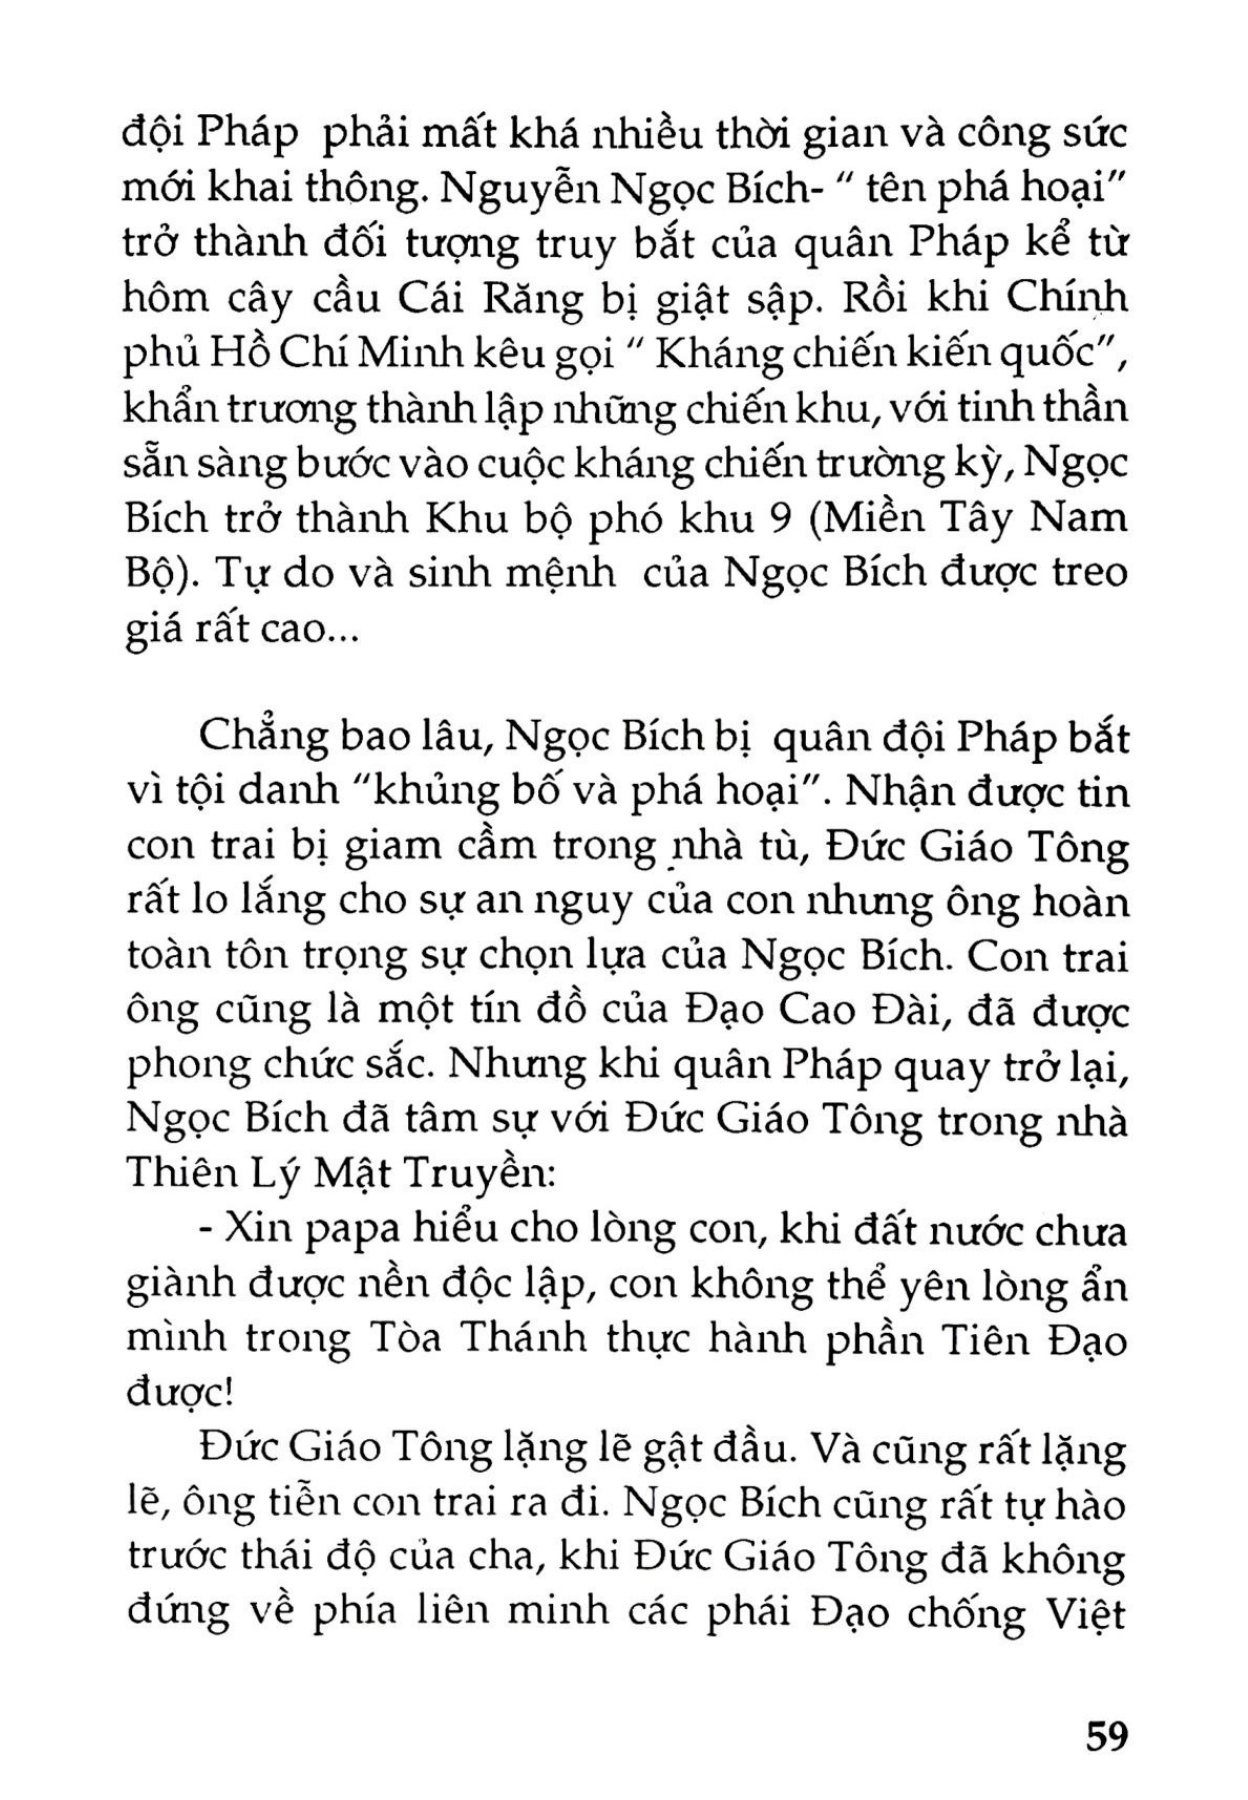 đội Pháp phải mất khá nhiều thời gian và công sức
mới khai thông. Nguyễn Ngọc Bích- " tên phá hoại"
trở thành đối tượng truy bắt của quân Pháp kể từ
hôm cây cầu Cái Răng bị giật sập. Rồi khi Chính
phủ Hồ Chí Minh kêu gọi " Kháng chiến kiến quốc",
khẩn trương thành lập những chiến khu, với tinh thần
sẵn sàng bước vào cuộc kháng chiến trường kỳ, Ngọc
Bích trở thành Khu bộ phó khu 9 (Miền Tây Nam
Bộ). Tự do và sinh mệnh của Ngọc Bích được treo
giá rất cao...
Chẳng bao lâu, Ngọc Bích bị quân đội Pháp bắt
vì tội danh "khủng bố và phá hoại". Nhận được tin
con trai bị giam cầm trong nhà tù, Đức Giáo Tông
rất lo lắng cho sự an nguy của con nhưng ông hoàn
toàn tôn trọng sự chọn lựa của Ngọc Bích. Con trai
ông cũng là một tín đồ của Đạo Cao Đài, đã được
phong chức sắc. Nhưng khi quân Pháp quay trở lại,
Ngọc Bích đã tâm sự với Đức Giáo Tông trong nhà
Thiên Lý Mật Truyền:
- Xin papa hiểu cho lòng con, khi đất nước chưa
giành được nền độc lập, con không thể yên lòng ẩn
mình trong Tòa Thánh thực hành phần Tiên Đạo
được!
Đức Giáo Tông lặng lẽ gật đầu. Và cũng rất lặng
lẽ, ông tiễn con trai ra đi. Ngọc Bích cũng rất tự hào
trước thái độ của cha, khi Đức Giáo Tông đã không
đứng về phía liên minh các phái Đạo chống Việt
59